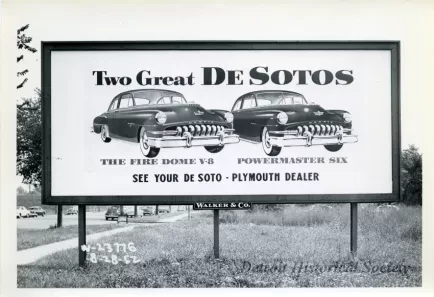 Two Great DE SOTOS
THE FIRE DOME V-8 POWERMASTER SIX
SEE YOUR DE SOTO - PLYMOUTH DEALER
WALKER & CO.
W-23776
8-28-52
Detroit Historical Society